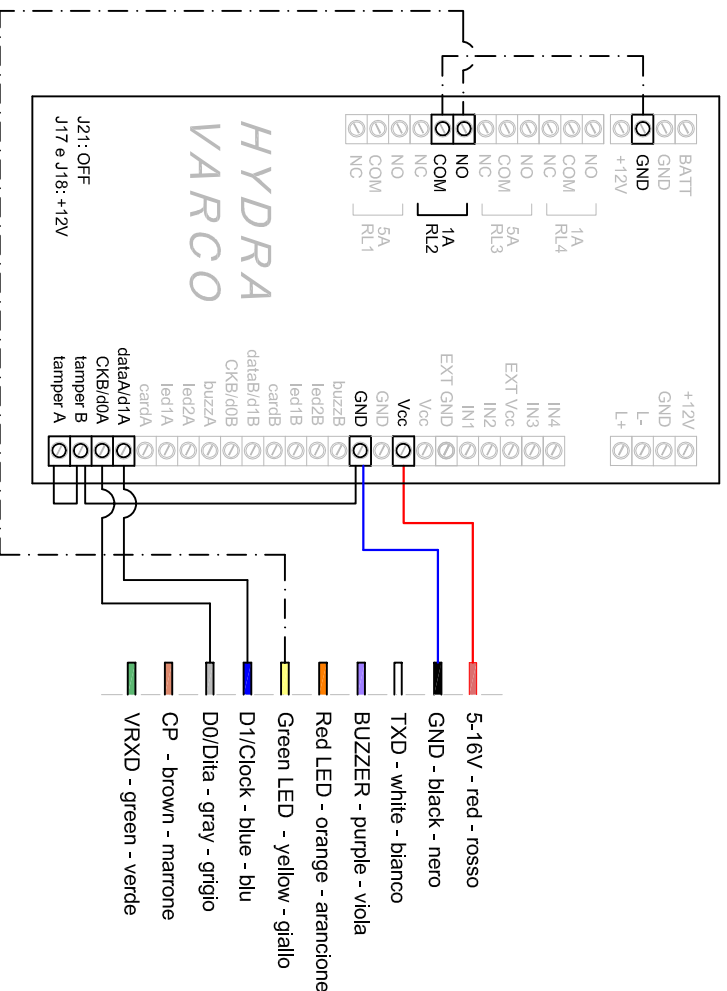 NC
COM
NO
NC
COM
NO
NC
COM
NO
NC
COM
NO
+12V
GND
GND
BATT
5A
RL1
1A
RL2
5A
RL3
1A
RL4
J21: OFF
J17 e J18: +12V
HYDRA
VARCO
tamper A
tamper B
CKB/d0A
dataA/d1A
cardA
led1A
led2A
buzzA
CKB/d0B
dataB/d1B
cardB
led1B
led2B
buzzB
GND
GND
Vcc
Vcc
EXT GND
IN1
IN2
EXT Vcc
IN3
IN4
L+
L-
GND
+12V
5-16V - red - rosso
GND - black - nero
TXD - white - bianco
BUZZER - purple - viola
Red LED - orange - arancione
Green LED - yellow - giallo
D1/Clock - blue - blu
D0/Dita - gray - grigio
CP - brown - marrone
VRXD - green - verde